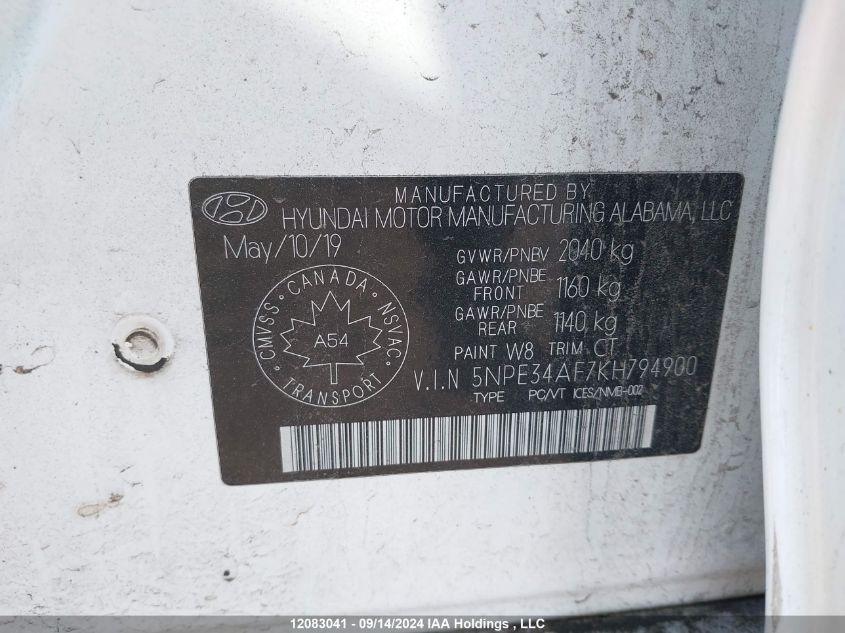 MANUFACTURED BY
HYUNDAI MOTOR MANUFACTURING ALABAMA, LLC
May/10/19
GVWR/PNBV 2040 kg
GAWR/PNBE FRONT 1160 kg
GAWR/PNBE REAR 1140 kg
PAINT W8 TRIM CT
V.I.N 5NPE34AF7KH794900
TYPE PC/VT ICES/NMB-002
CANADA
CMVSS NSVAC
A54
TRANSPORT
12083041 - 09/14/2024 IAA Holdings , LLC